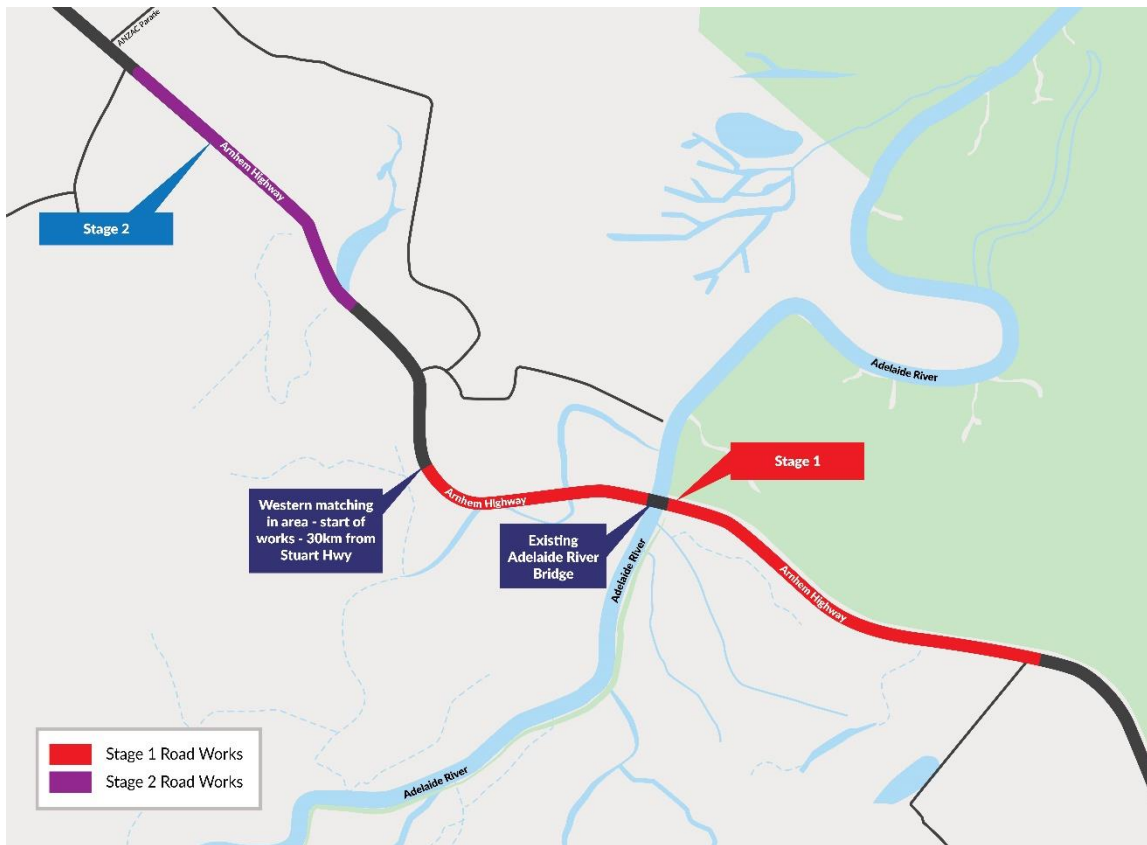 ANZAC Parade
Arnhem Highway
Stage 2
Adelaide River
Stage 1
Arnhem Highway
Western matching
in area - start of
works - 30km from
Stuart Hwy
Existing
Adelaide River
Bridge
Adelaide River
Arnhem Highway
Stage 1 Road Works
Stage 2 Road Works
Adelaide River